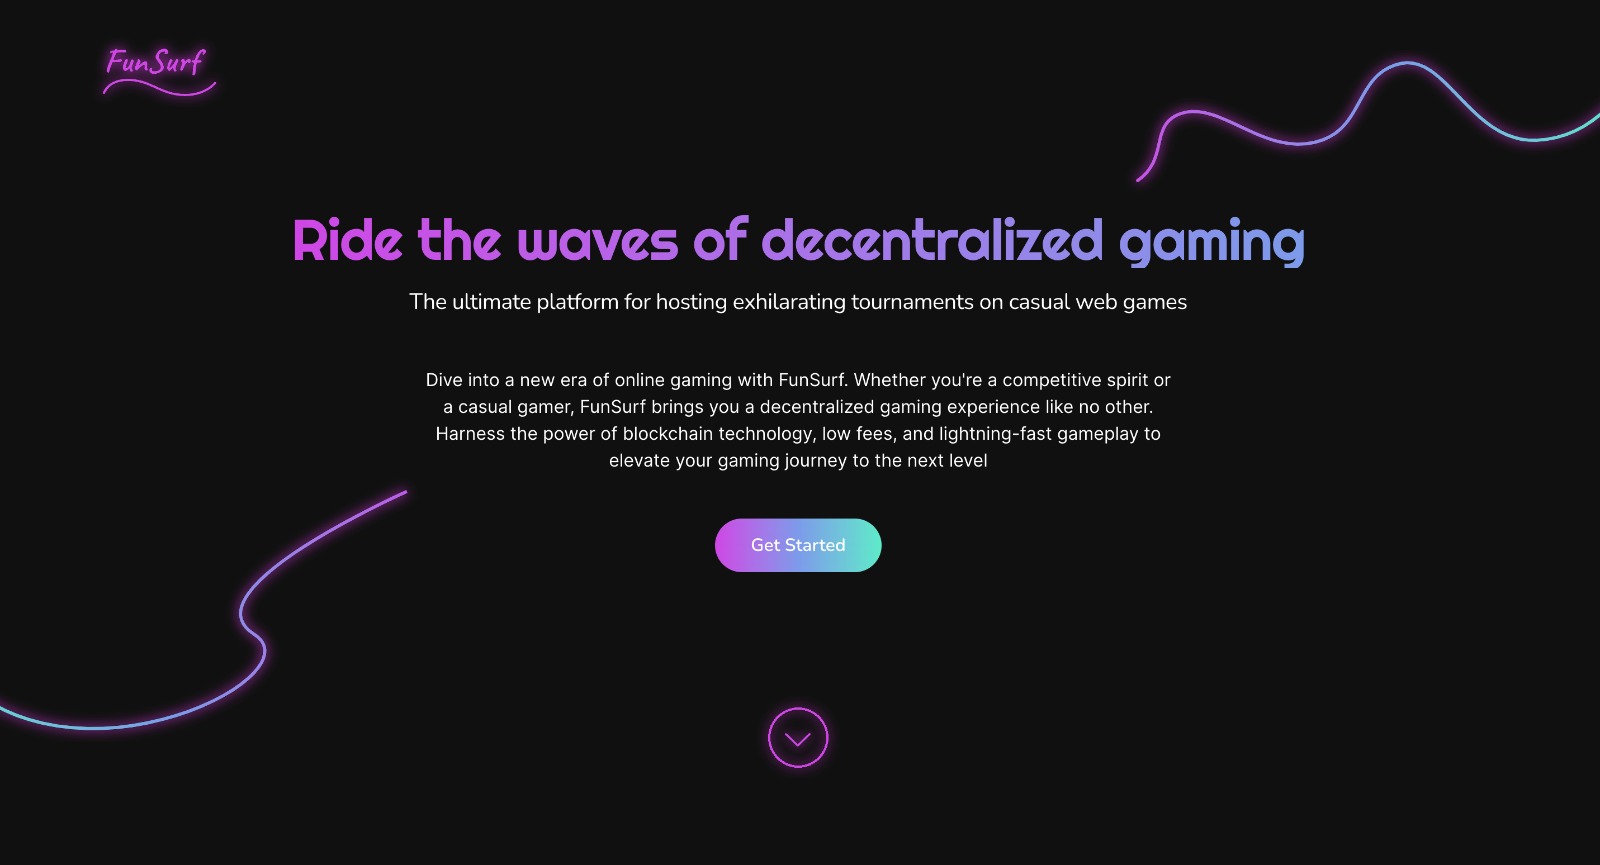 FunSurf
Ride the waves of decentralized gaming
The ultimate platform for hosting exhilarating tournaments on casual web games
Dive into a new era of online gaming with FunSurf. Whether you're a competitive spirit or
a casual gamer, FunSurf brings you a decentralized gaming experience like no other.
Harness the power of blockchain technology, low fees, and lightning-fast gameplay to
elevate your gaming journey to the next level
Get Started